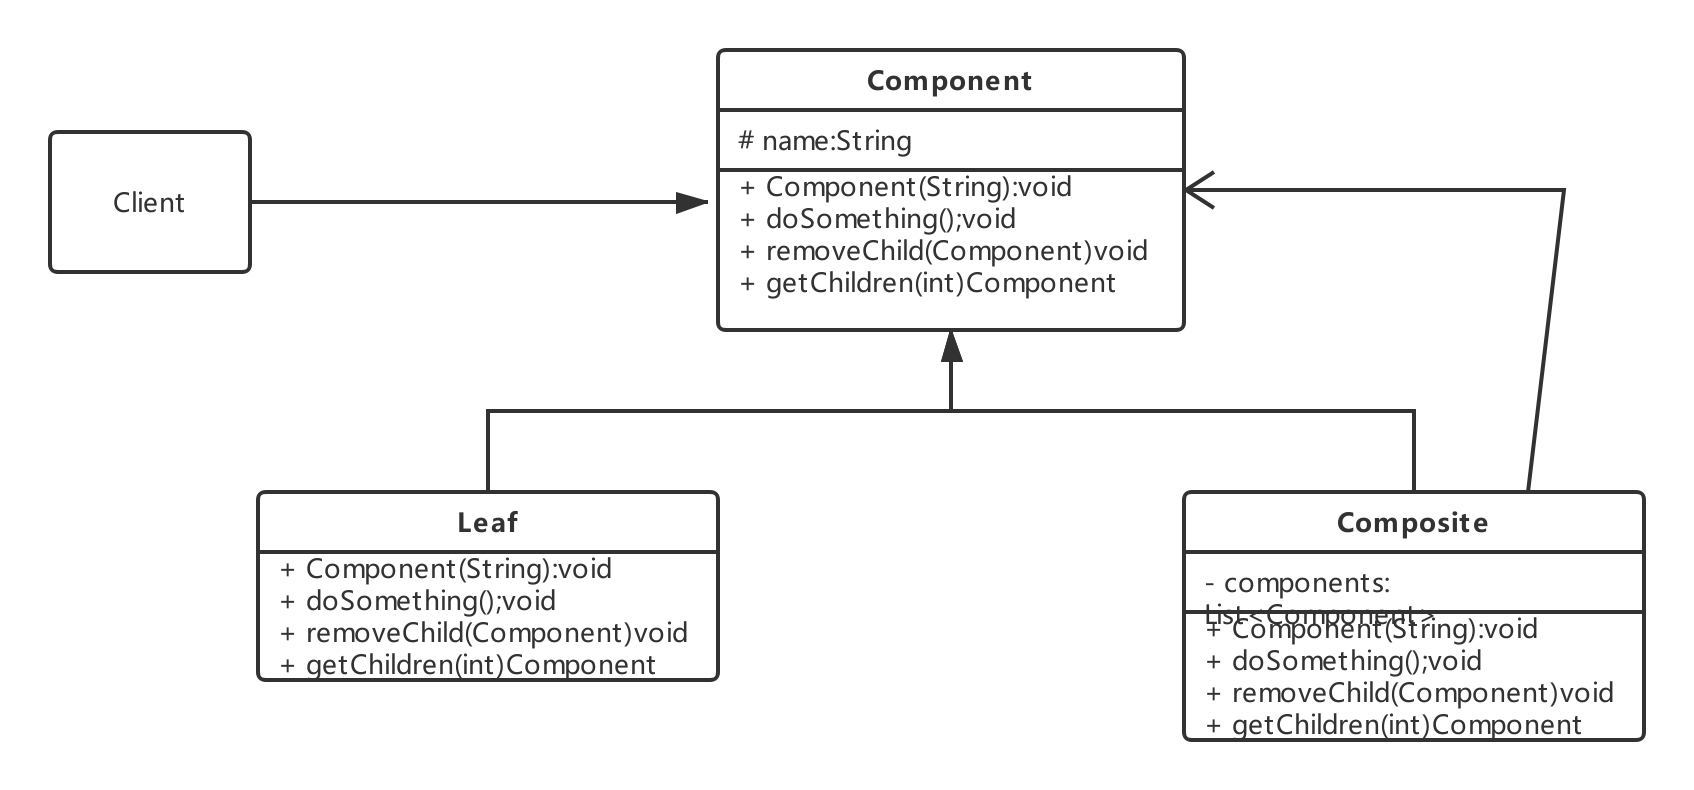 Component
# name:String
+ Component(String):void
+ doSomething();void
+ removeChild(Component)void
+ getChildren(int)Component
Client
Leaf
+ Component(String):void
+ doSomething();void
+ removeChild(Component)void
+ getChildren(int)Component
Composite
- components:
List<Component>
+ Component(String):void
+ doSomething();void
+ removeChild(Component)void
+ getChildren(int)Component